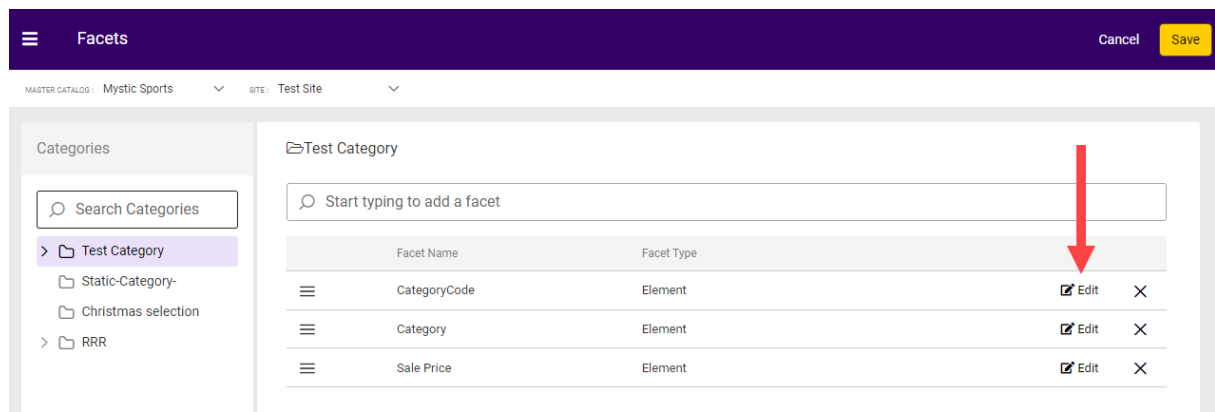 Facets
Cancel
Save
MASTER CATALOG : Mystic Sports
SITE : Test Site
Categories
Search Categories
Test Category
Static-Category-
Christmas selection
RRR
Test Category
Start typing to add a facet
Facet Name Facet Type
CategoryCode Element Edit
Category Element Edit
Sale Price Element Edit